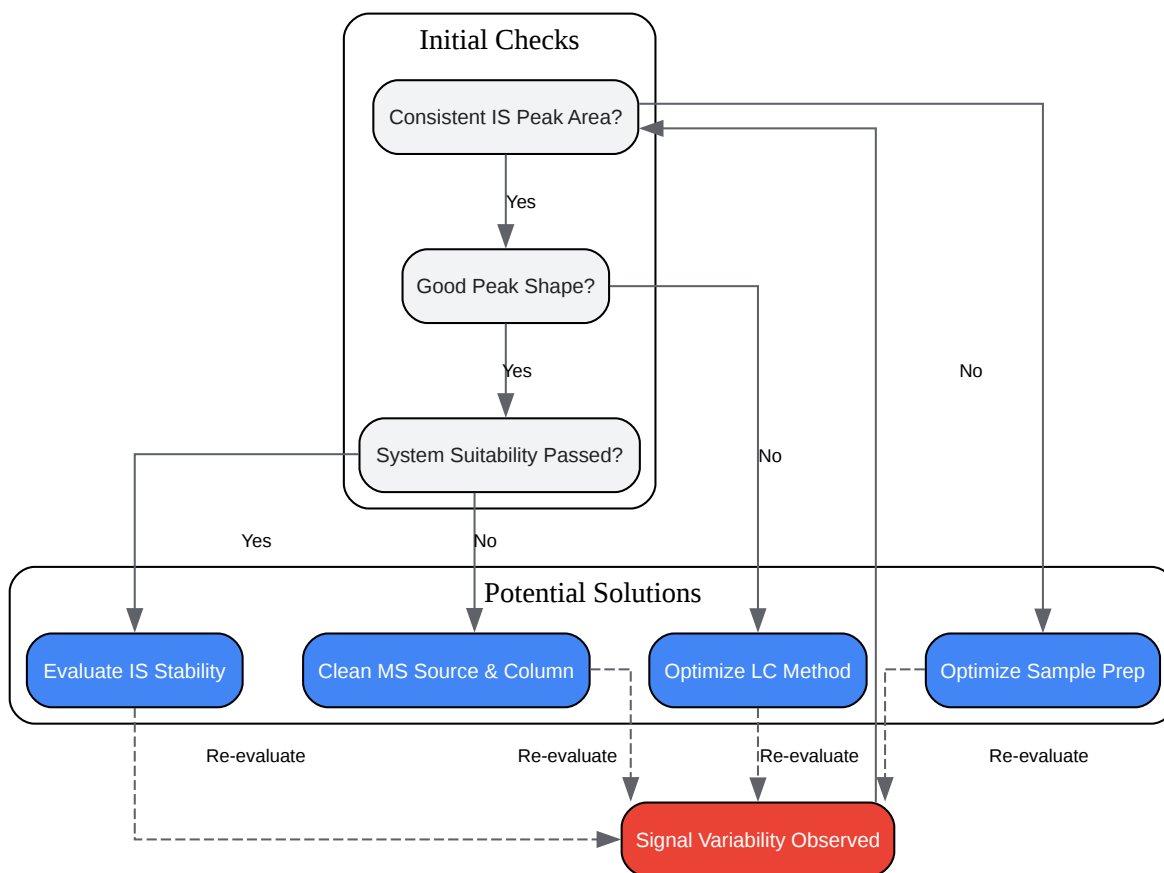 Initial Checks
Consistent IS Peak Area?
Yes
Good Peak Shape?
Yes
No
System Suitability Passed?
No
Yes
No
Potential Solutions
Evaluate IS Stability
Clean MS Source & Column
Optimize LC Method
Optimize Sample Prep
Re-evaluate
Re-evaluate
Re-evaluate
Re-evaluate
Signal Variability Observed